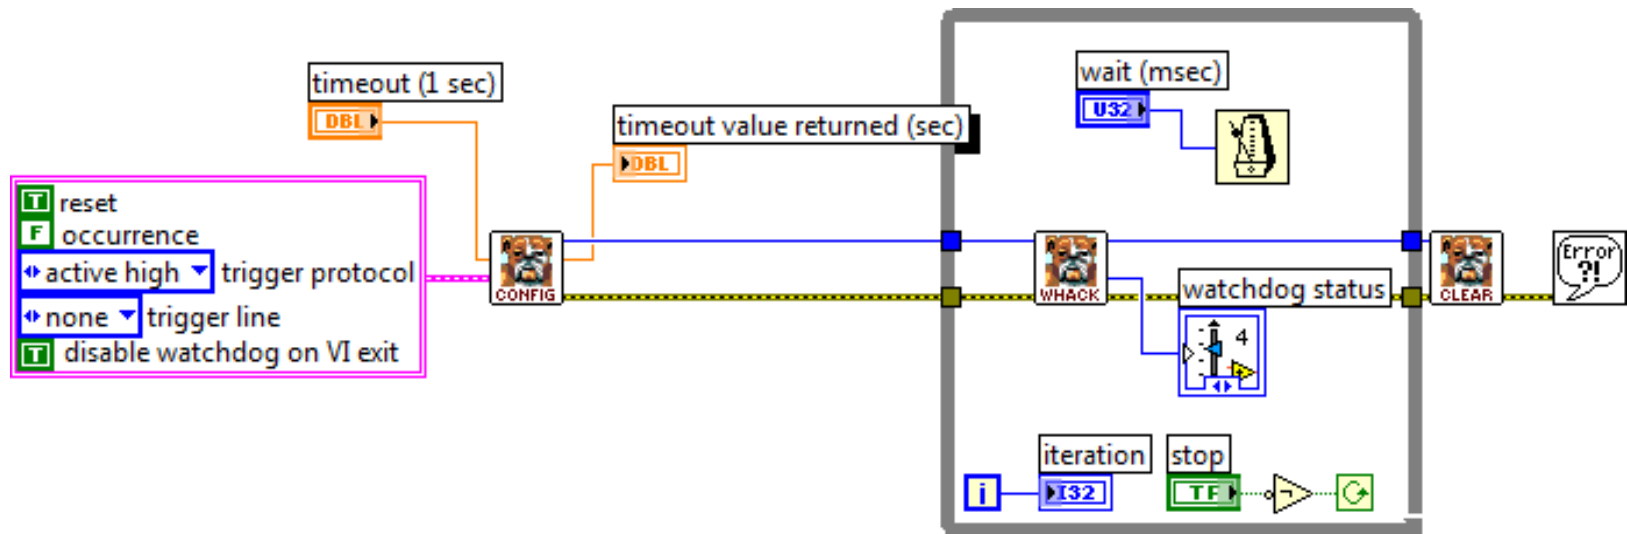 timeout (1 sec)
DBL
timeout value returned (sec)
DBL
wait (msec)
U32
T reset
F occurrence
active high trigger protocol
none trigger line
T disable watchdog on VI exit
CONFIG
WHACK
CLEAR
Error
?!
watchdog status
4
iteration
i
I32
stop
TF